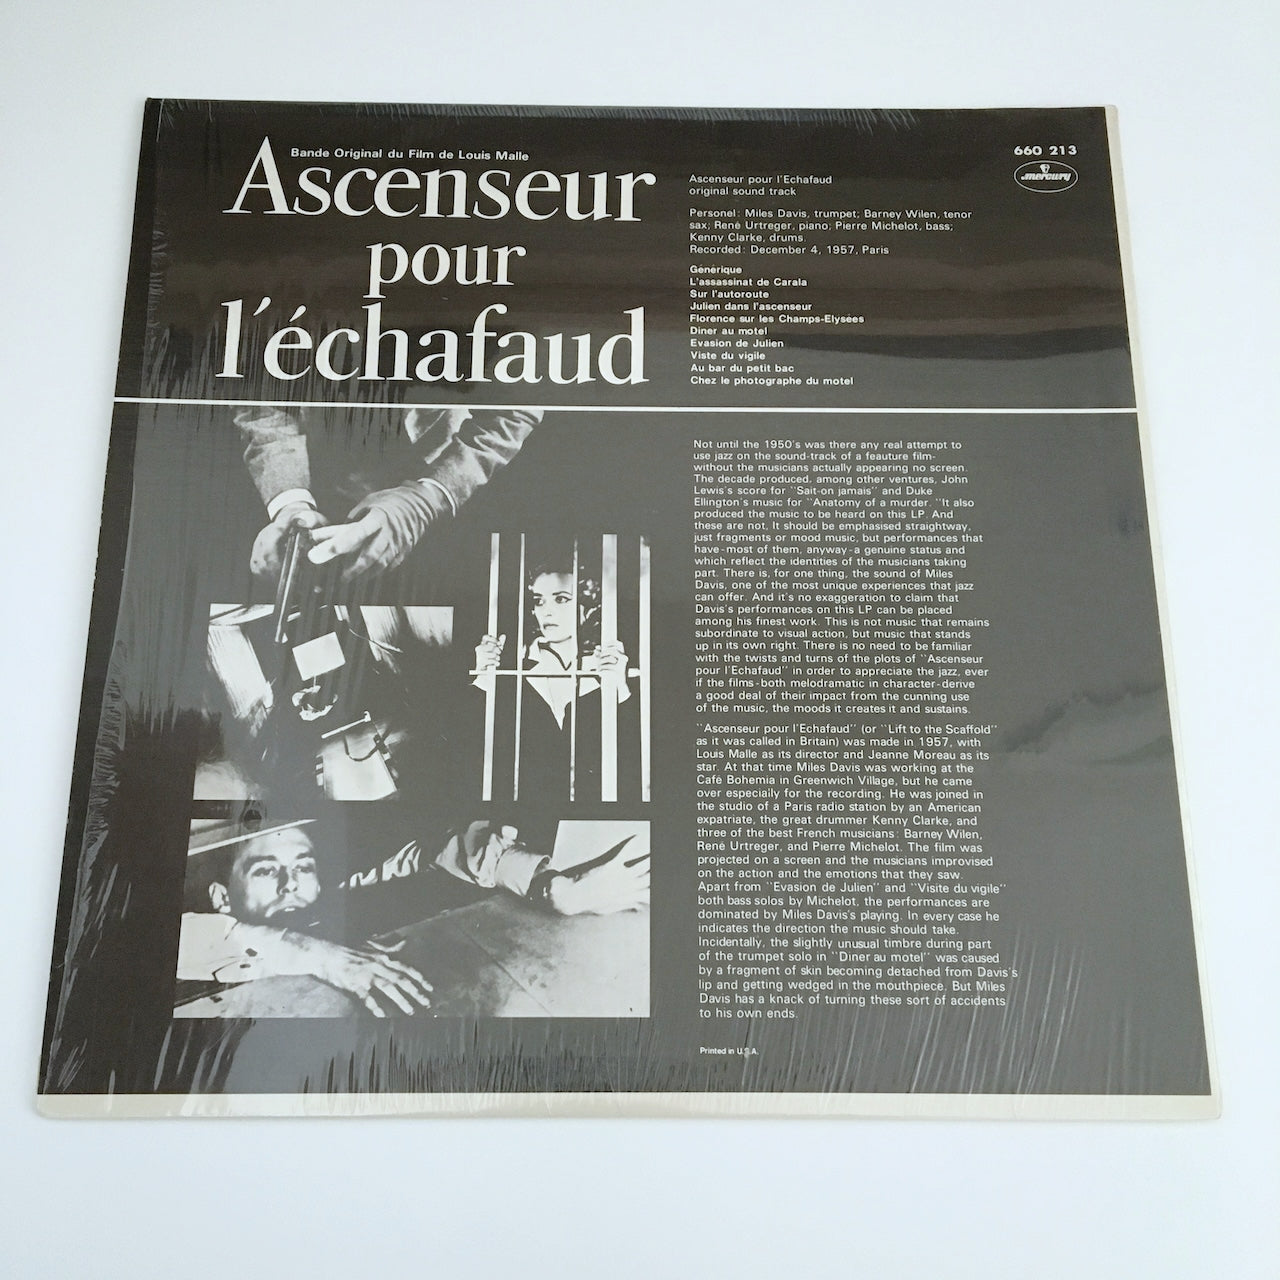 Bande Original du Film de Louis Malle
Ascenseur
pour
l'échafaud
660 213
mercury
Ascenseur pour l'Echafaud
original sound track
Personel: Miles Davis, trumpet; Barney Wilen, tenor
sax; René Urtreger, piano; Pierre Michelot, bass;
Kenny Clarke, drums.
Recorded: December 4, 1957, Paris
Générique
L'assassinat de Carala
Sur l'autoroute
Julien dans l'ascenseur
Florence sur les Champs-Elysées
Diner au motel
Evasion de Julien
Viste du vigile
Au bar du petit bac
Chez le photographe du motel
Not until the 1950's was there any real attempt to
use jazz on the sound-track of a feauture film-
without the musicians actually appearing no screen.
The decade produced, among other ventures, John
Lewis's score for ``Sait-on jamais'' and Duke
Ellington's music for ``Anatomy of a murder. ``It also
produced the music to be heard on this LP. And
these are not, It should be emphasised straightway,
just fragments or mood music, but performances that
have-most of them, anyway-a genuine status and
which reflect the identities of the musicians taking
part. There is, for one thing, the sound of Miles
Davis, one of the most unique experiences that jazz
can offer. And it's no exaggeration to claim that
Davis's performances on this LP can be placed
among his finest work. This is not music that remains
subordinate to visual action, but music that stands
up in its own right. There is no need to be familiar
with the twists and turns of the plots of ``Ascenseur
pour l'Echafaud'' in order to appreciate the jazz, ever
if the films-both melodramatic in character-derive
a good deal of their impact from the cunning use
of the music, the moods it creates it and sustains.
``Ascenseur pour l'Echafaud'' (or ``Lift to the Scaffold''
as it was called in Britain) was made in 1957, with
Louis Malle as its director and Jeanne Moreau as its
star. At that time Miles Davis was working at the
Café Bohemia in Greenwich Village, but he came
over especially for the recording. He was joined in
the studio of a Paris radio station by an American
expatriate, the great drummer Kenny Clarke, and
three of the best French musicians: Barney Wilen,
René Urtreger, and Pierre Michelot. The film was
projected on a screen and the musicians improvised
on the action and the emotions that they saw.
Apart from ``Evasion de Julien'' and ``Visite du vigile''
both bass solos by Michelot, the performances are
dominated by Miles Davis's playing. In every case he
indicates the direction the music should take.
Incidentally, the slightly unusual timbre during part
of the trumpet solo in ``Diner au motel'' was caused
by a fragment of skin becoming detached from Davis's
lip and getting wedged in the mouthpiece. But Miles
Davis has a knack of turning these sort of accidents
to his own ends.
Printed in U.S.A.